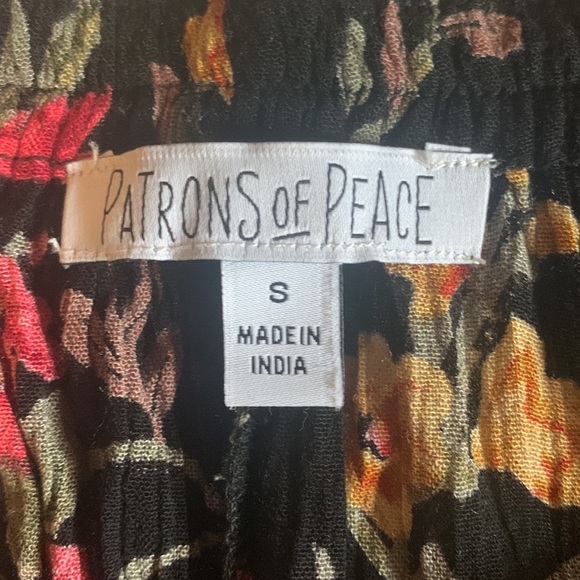 PATRONS OF PEACE
S
MADE IN
INDIA